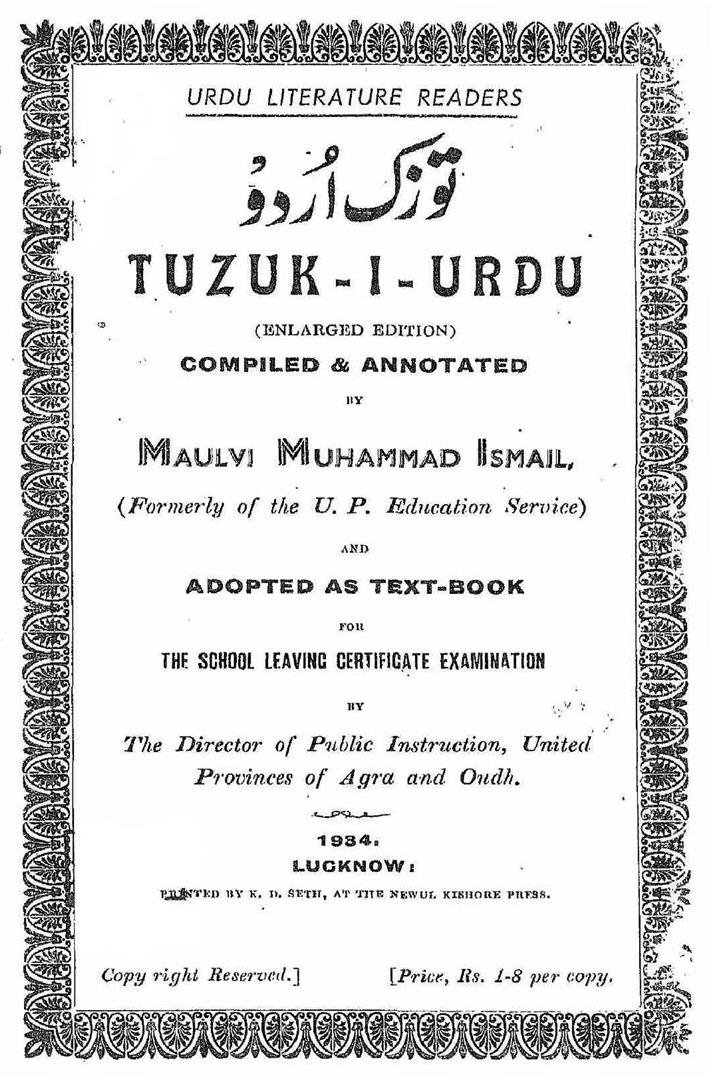 URDU LITERATURE READERS
توزک اُردوْ
TUZUK-I-URDU
(ENLARGED EDITION)
COMPILED & ANNOTATED
BY
MAULVI MUHAMMAD ISMAIL,
(Formerly of the U. P. Education Service)
AND
ADOPTED AS TEXT-BOOK
FOR
THE SCHOOL LEAVING CERTIFICATE EXAMINATION
BY
The Director of Public Instruction, United
Provinces of Agra and Oudh.
1934.
LUCKNOW:
PRINTED BY K. D. SETH, AT THE NEWUL KISHORE PRESS.
Copy right Reserved.] [Price, Rs. 1-8 per copy.